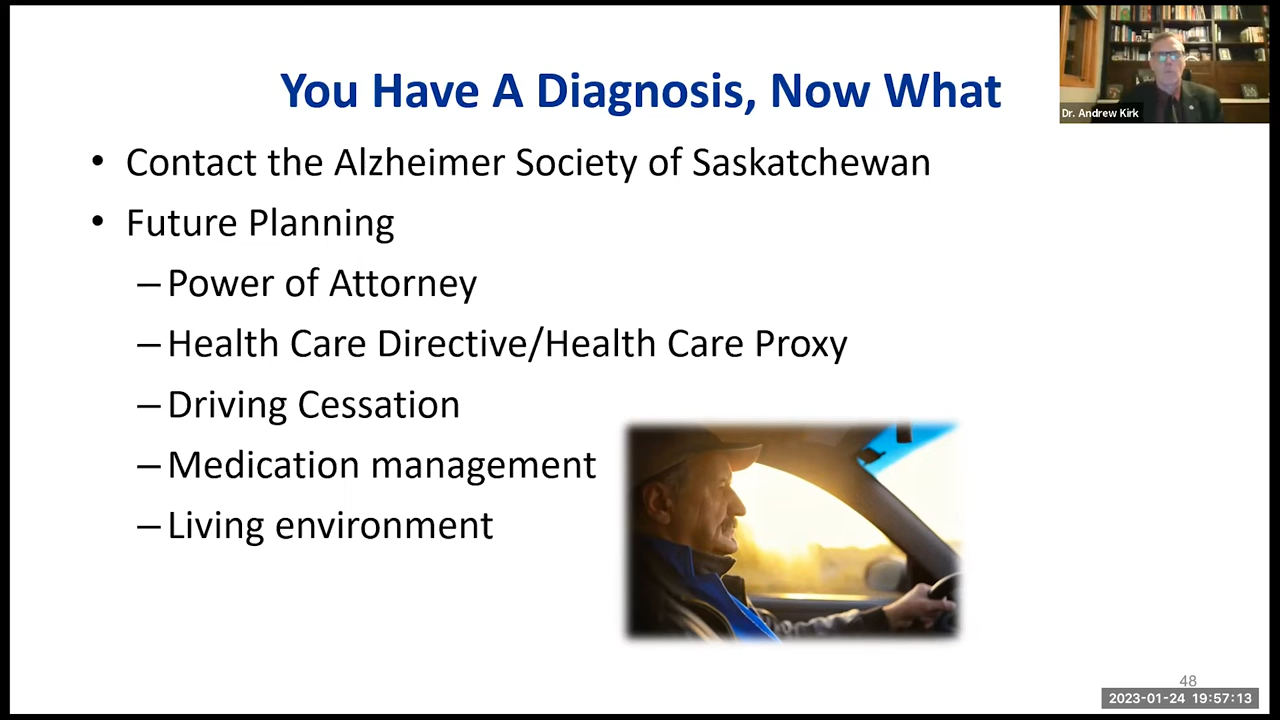 You Have A Diagnosis, Now What
Dr. Andrew Kirk
• Contact the Alzheimer Society of Saskatchewan
• Future Planning
– Power of Attorney
– Health Care Directive/Health Care Proxy
– Driving Cessation
– Medication management
– Living environment
48
2023-01-24 19:57:13